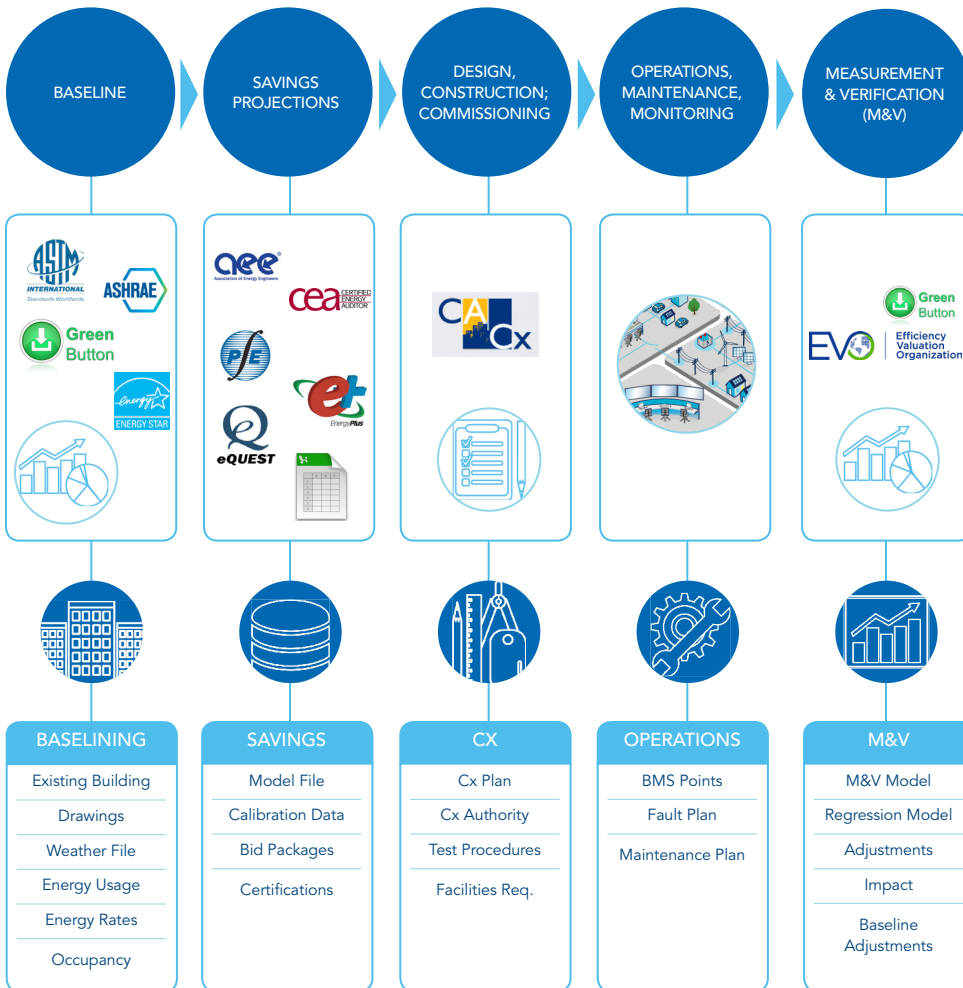 BASELINE
SAVINGS
PROJECTIONS
DESIGN,
CONSTRUCTION;
COMMISSIONING
OPERATIONS,
MAINTENANCE,
MONITORING
MEASUREMENT
& VERIFICATION
(M&V)
ASTM
INTERNATIONAL
Standards Worldwide
ASHRAE
Green
Button
energy
ENERGY STAR
aee
Association of Energy Engineers
cea
CERTIFIED
ENERGY
AUDITOR
PE
e+
EnergyPlus
eQUEST
CA
Cx
Green
Button
EVO
Efficiency
Valuation
Organization
BASELINING
Existing Building
Drawings
Weather File
Energy Usage
Energy Rates
Occupancy
SAVINGS
Model File
Calibration Data
Bid Packages
Certifications
CX
Cx Plan
Cx Authority
Test Procedures
Facilities Req.
OPERATIONS
BMS Points
Fault Plan
Maintenance Plan
M&V
M&V Model
Regression Model
Adjustments
Impact
Baseline
Adjustments